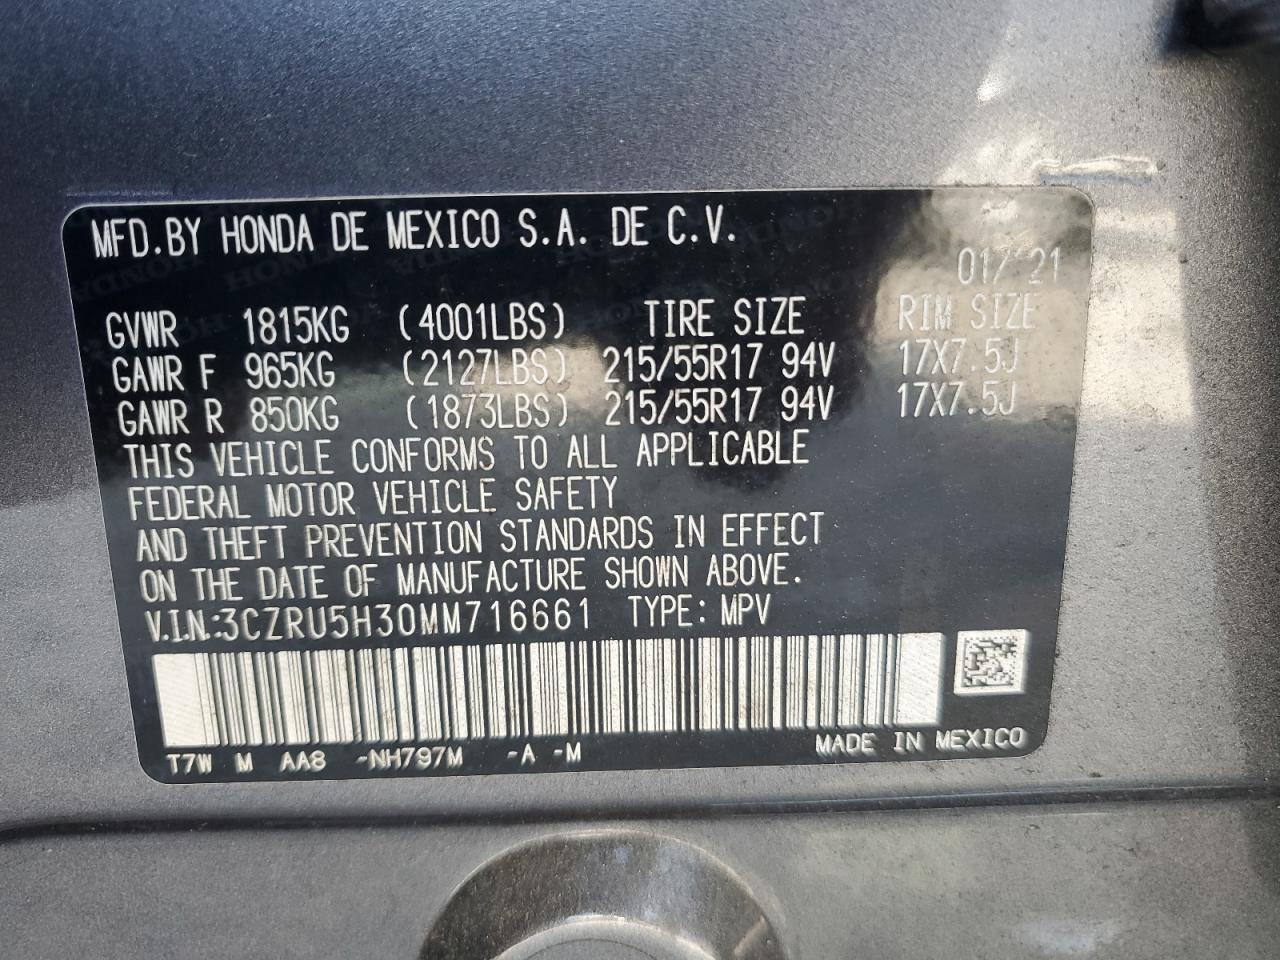 MFD.BY HONDA DE MEXICO S.A. DE C.V.
01/ 21
GVWR 1815KG (4001LBS) TIRE SIZE RIM SIZE
GAWR F 965KG (2127LBS) 215/55R17 94V 17X7.5J
GAWR R 850KG (1873LBS) 215/55R17 94V 17X7.5J
THIS VEHICLE CONFORMS TO ALL APPLICABLE
FEDERAL MOTOR VEHICLE SAFETY
AND THEFT PREVENTION STANDARDS IN EFFECT
ON THE DATE OF MANUFACTURE SHOWN ABOVE.
V.I.N.:3CZRU5H30MM716661 TYPE: MPV
T7W M AA8 -NH797M -A -M MADE IN MEXICO